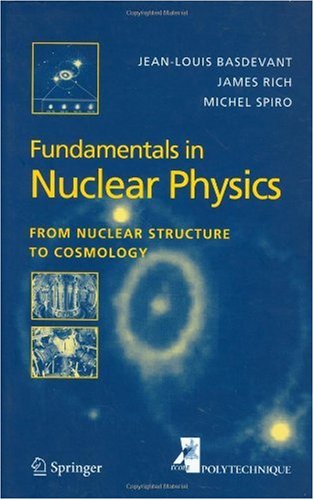 JEAN-LOUIS BASDEVANT
JAMES RICH
MICHEL SPIRO
Fundamentals in
Nuclear Physics
FROM NUCLEAR STRUCTURE
TO COSMOLOGY
Springer
POLYTECHNIQUE